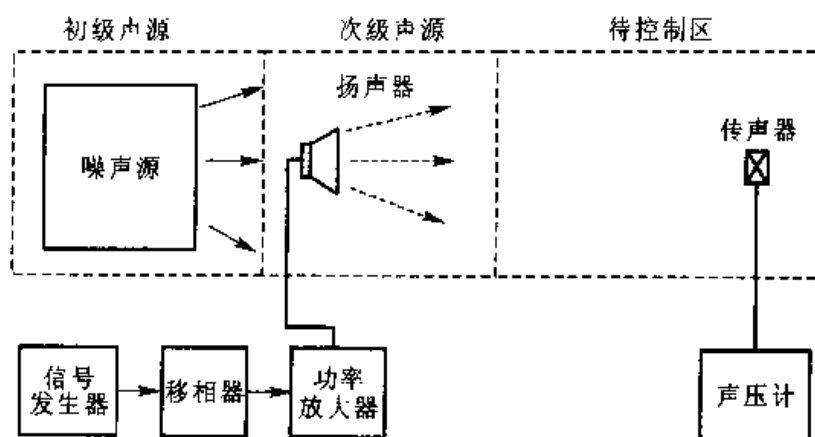 初级声源
次级声源
待控制区
噪声源
扬声器
传声器
信号
发生器
移相器
功率
放大器
声压计